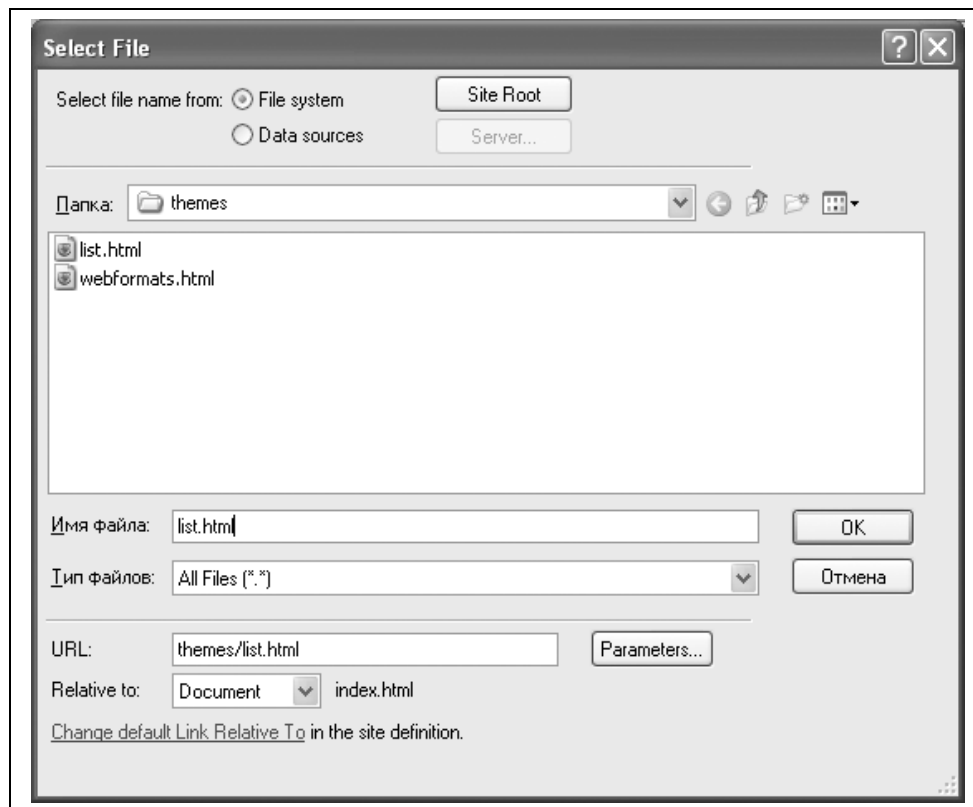 Select File
Select file name from: File system
Site Root
Data sources
Server...
Папка: themes
list.html
webformats.html
Имя файла: list.html
OK
Тип файлов: All Files (*.*)
Отмена
URL: themes/list.html
Parameters...
Relative to: Document index.html
Change default Link Relative To in the site definition.